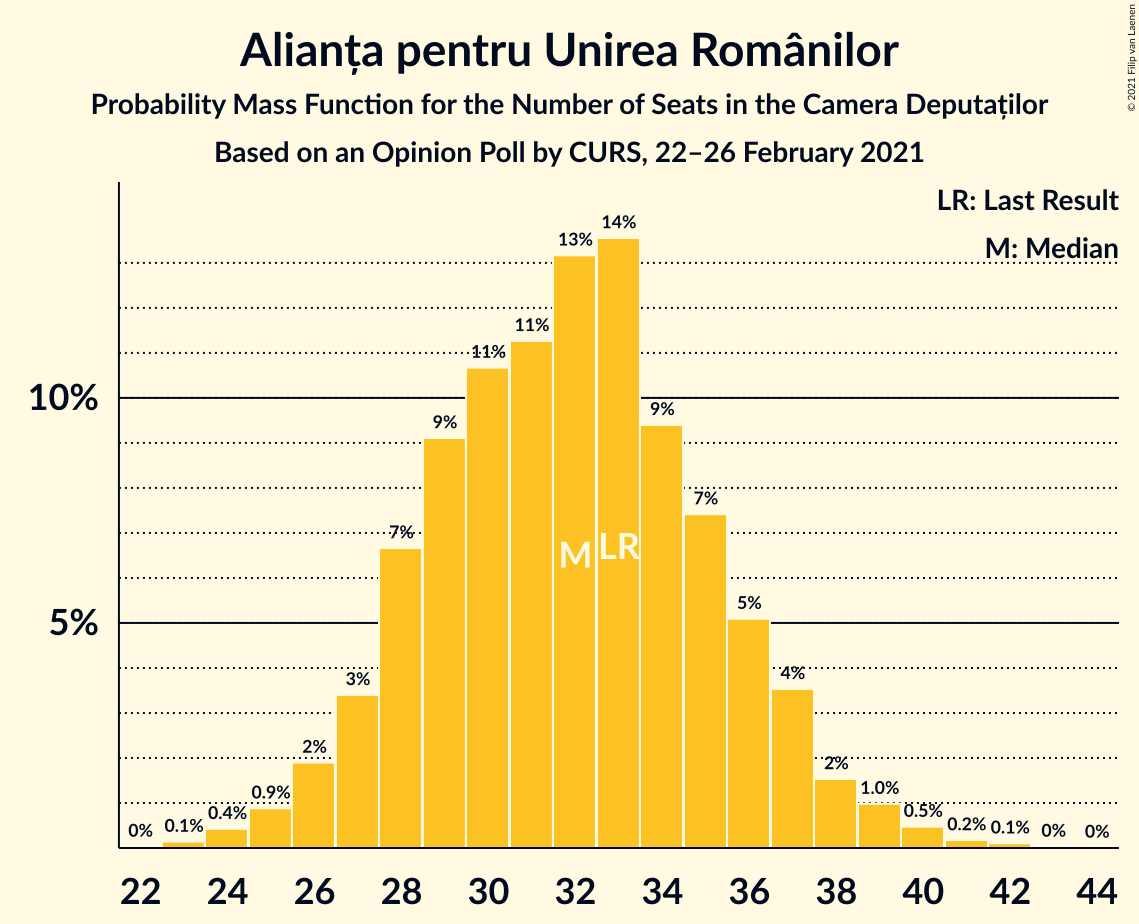 Alianța pentru Unirea Românilor
Probability Mass Function for the Number of Seats in the Camera Deputaților
Based on an Opinion Poll by CURS, 22–26 February 2021
© 2021 Filip van Laenen
LR: Last Result
M: Median
10%
5%
0%
0.1%
0.4%
0.9%
2%
3%
7%
9%
11%
11%
13%
14%
9%
7%
5%
4%
2%
1.0%
0.5%
0.2%
0.1%
0%
0%
M
LR
22 24 26 28 30 32 34 36 38 40 42 44